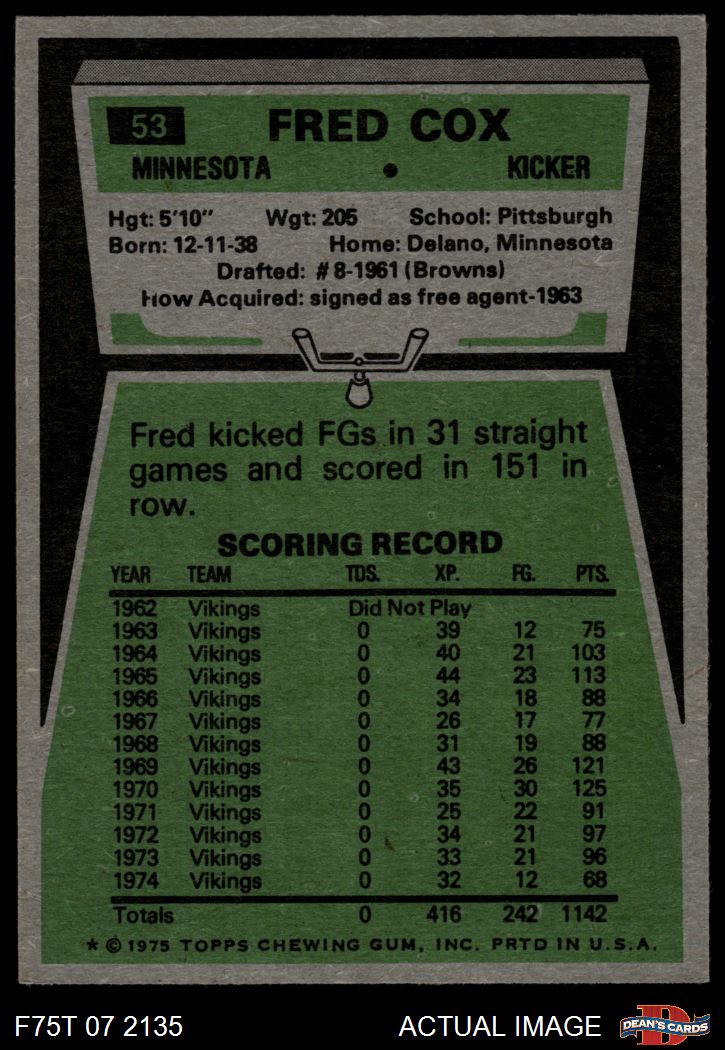 53 FRED COX
MINNESOTA • KICKER
Hgt: 5'10" Wgt: 205 School: Pittsburgh
Born: 12-11-38 Home: Delano, Minnesota
Drafted: #8-1961 (Browns)
How Acquired: signed as free agent-1963
Fred kicked FGs in 31 straight
games and scored in 151 in
row.
SCORING RECORD
YEAR TEAM TDS. XP. FG. PTS.
1962 Vikings Did Not Play
1963 Vikings 0 39 12 75
1964 Vikings 0 40 21 103
1965 Vikings 0 44 23 113
1966 Vikings 0 34 18 88
1967 Vikings 0 26 17 77
1968 Vikings 0 31 19 88
1969 Vikings 0 43 26 121
1970 Vikings 0 35 30 125
1971 Vikings 0 25 22 91
1972 Vikings 0 34 21 97
1973 Vikings 0 33 21 96
1974 Vikings 0 32 12 68
Totals 0 416 242 1142
* © 1975 TOPPS CHEWING GUM, INC. PRTD IN U.S.A.
F75T 07 2135 ACTUAL IMAGE D DEAN'S CARDS